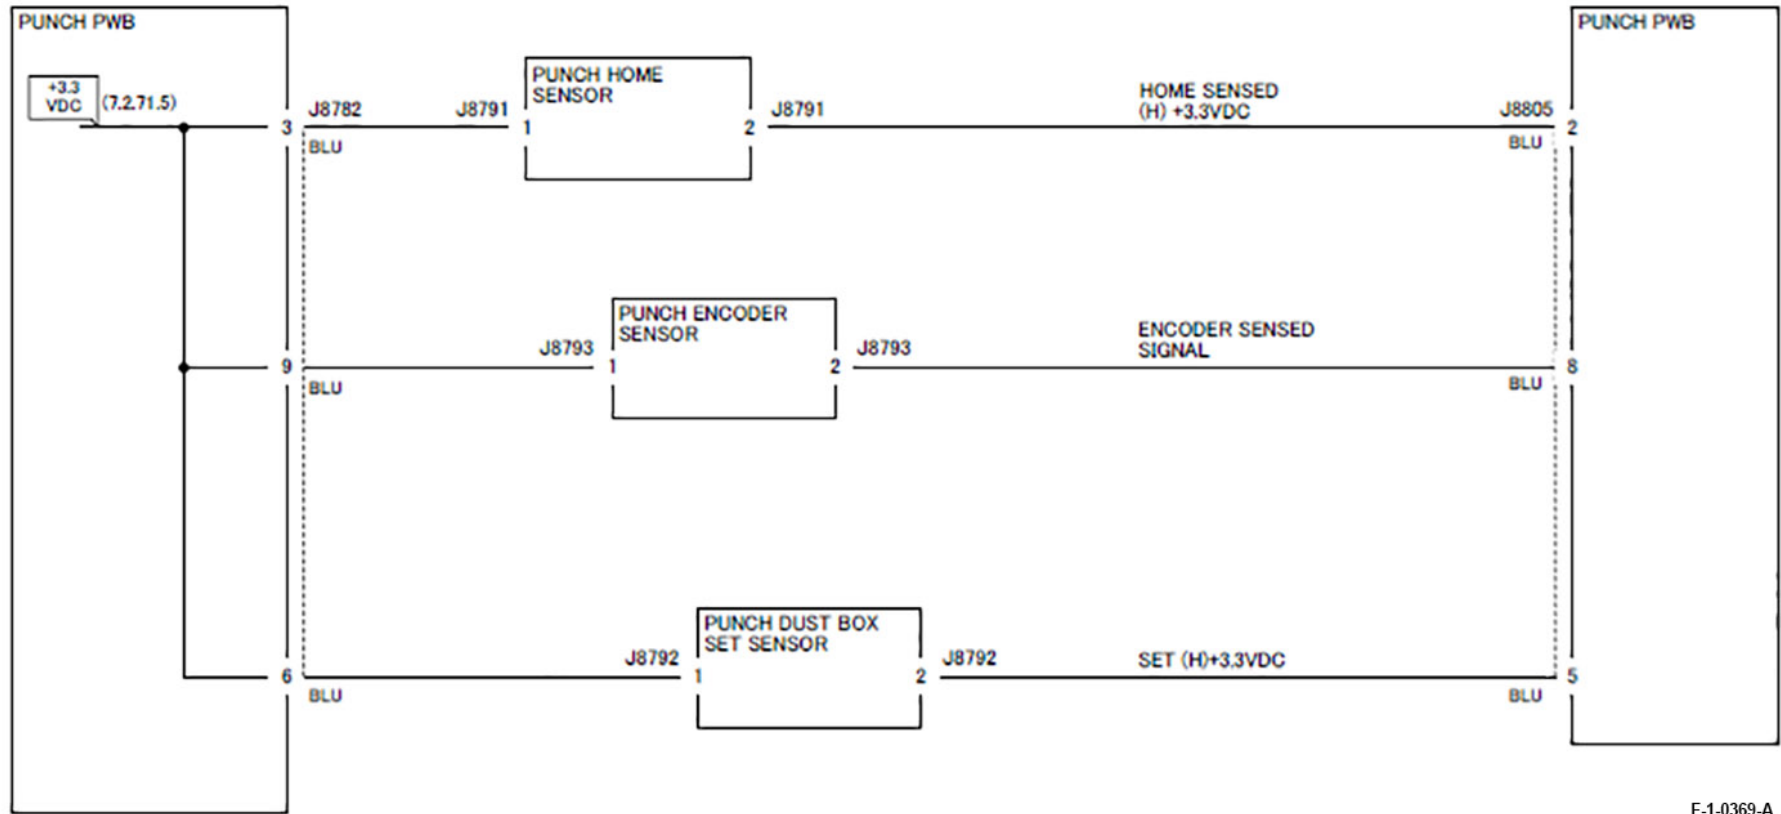 PUNCH PWB
PUNCH PWB
+3.3
VDC
(7.2.71.5)
PUNCH HOME
SENSOR
HOME SENSED
(H) +3.3VDC
J8782
J8791
J8791
J8805
3
1
2
2
BLU
BLU
PUNCH ENCODER
SENSOR
ENCODER SENSED
SIGNAL
J8793
J8793
9
1
2
8
BLU
BLU
PUNCH DUST BOX
SET SENSOR
J8792
J8792
SET (H)+3.3VDC
6
1
2
5
BLU
BLU
F-1-0369-A